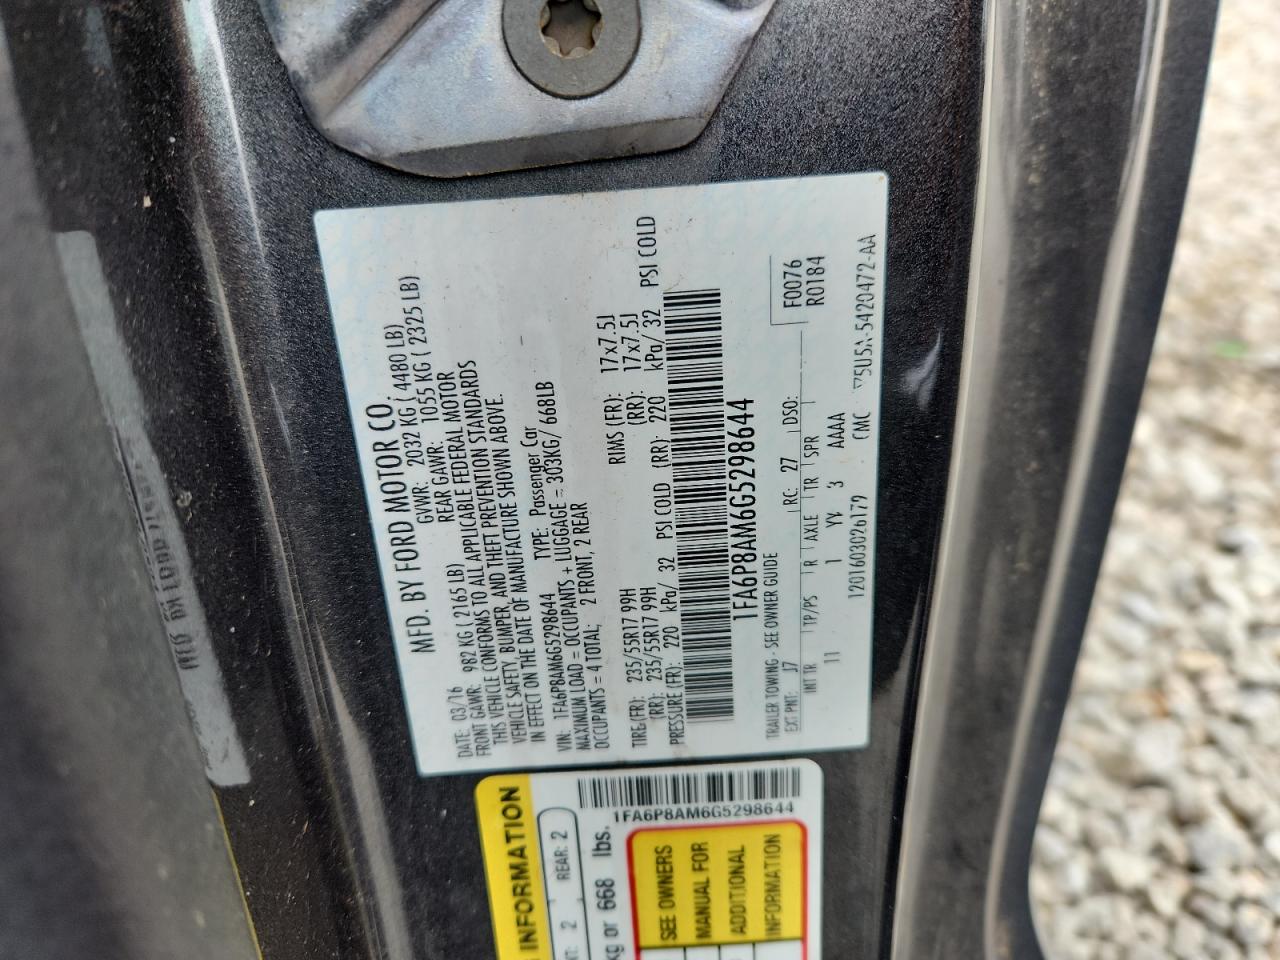 MFD. BY FORD MOTOR CO.
DATE: 03/16 GVWR: 2032 KG ( 4480 LB)
FRONT GAWR: 982 KG ( 2165 LB) REAR GAWR: 1055 KG ( 2325 LB)
THIS VEHICLE CONFORMS TO ALL APPLICABLE FEDERAL MOTOR
VEHICLE SAFETY, BUMPER, AND THEFT PREVENTION STANDARDS
IN EFFECT ON THE DATE OF MANUFACTURE SHOWN ABOVE.
VIN: 1FA6P8AM6G5298644 TYPE: Passenger Car
MAXIMUM LOAD = OCCUPANTS + LUGGAGE = 303KG/ 668LB
OCCUPANTS = 4 TOTAL; 2 FRONT, 2 REAR
TIRE(FR): 235/55R17 99H RIMS (FR): 17x7.5J
(RR): 235/55R17 99H (RR): 17x7.5J
PRESSURE (FR): 220 kPa/ 32 PSI COLD (RR): 220 kPa/ 32 PSI COLD
1FA6P8AM6G5298644
TRAILER TOWING - SEE OWNER GUIDE
F0076
R0184
EXT PNT: J7 RC: 27 DSO:
INT TR TP/PS R AXLE TR SPR
11 1 3 AAAA
1201603026179 CMC 5420472-AA
1FA6P8AM6G5298644
INFORMATION
2 REAR: 2
kg or 668 lbs.
SEE OWNERS
MANUAL FOR
ADDITIONAL
INFORMATION